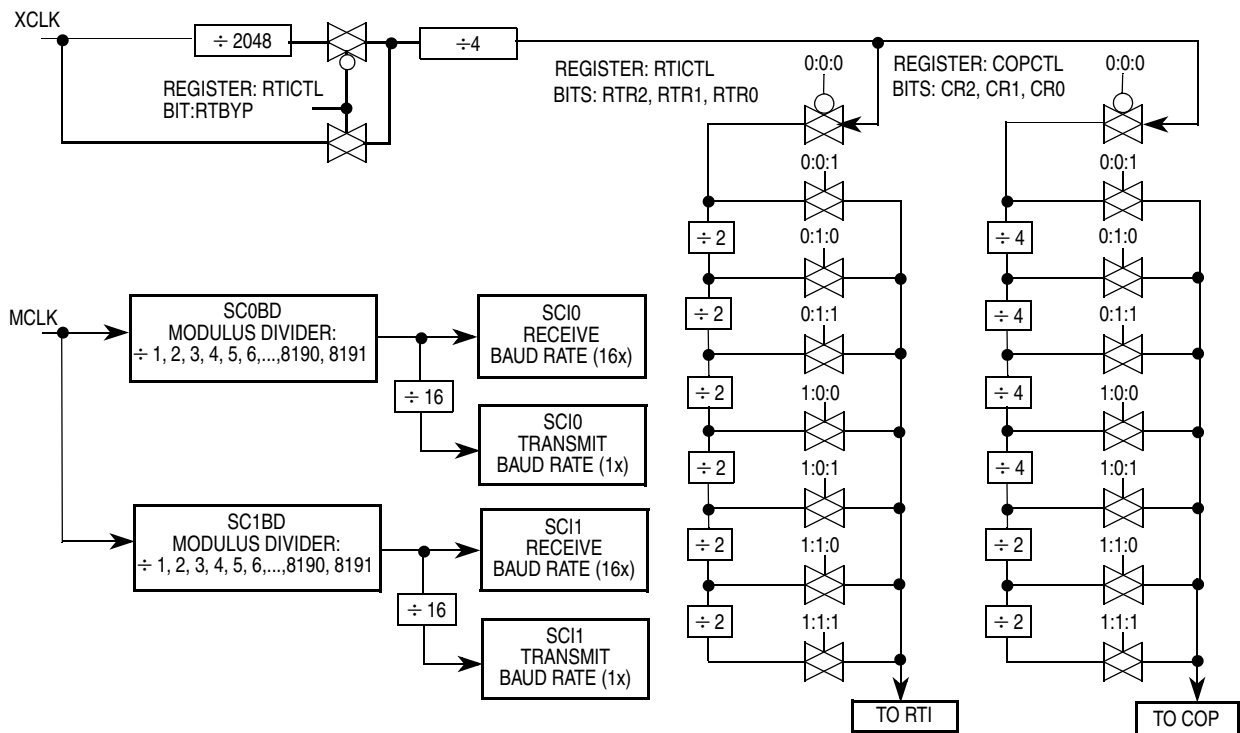 XCLK
÷ 2048
÷4
REGISTER: RTICTL
BIT:RTBYP
REGISTER: RTICTL
BITS: RTR2, RTR1, RTR0
0:0:0
REGISTER: COPCTL
BITS: CR2, CR1, CR0
0:0:0
0:0:1
÷ 2
0:1:0
÷ 2
0:1:1
÷ 2
1:0:0
÷ 2
1:0:1
÷ 2
1:1:0
÷ 2
1:1:1
TO RTI
0:0:1
÷ 4
0:1:0
÷ 4
0:1:1
÷ 4
1:0:0
÷ 4
1:0:1
÷ 2
1:1:0
÷ 2
1:1:1
TO COP
MCLK
SC0BD
MODULUS DIVIDER:
÷ 1, 2, 3, 4, 5, 6,...,8190, 8191
SCI0
RECEIVE
BAUD RATE (16x)
÷ 16
SCI0
TRANSMIT
BAUD RATE (1x)
SC1BD
MODULUS DIVIDER:
÷ 1, 2, 3, 4, 5, 6,...,8190, 8191
SCI1
RECEIVE
BAUD RATE (16x)
÷ 16
SCI1
TRANSMIT
BAUD RATE (1x)